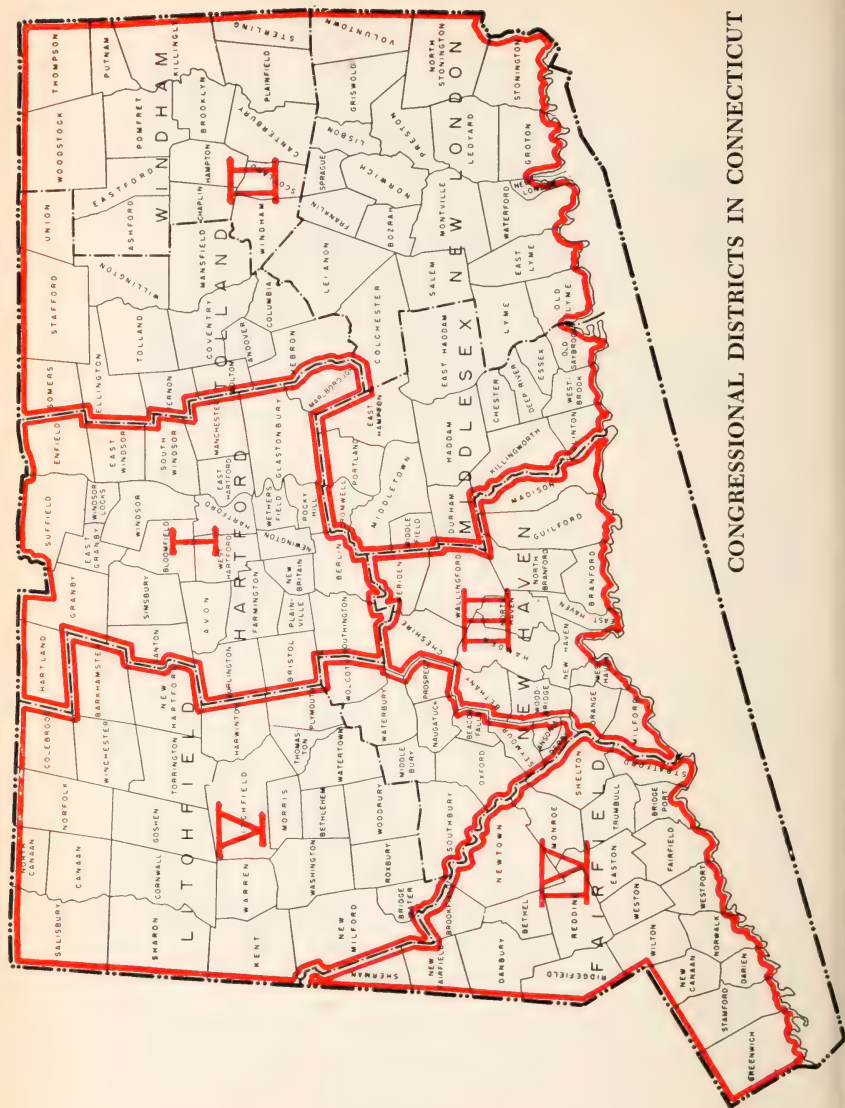 CONGRESSIONAL DISTRICTS IN CONNECTICUT
LITCHFIELD
HARTFORD
TOLLAND
WINDHAM
FAIRFIELD
NEW HAVEN
MIDDLESEX
NEW LONDON
I
II
III
IV
V
SALISBURY
NORTH CANAAN
CANAAN
NORFOLK
COLEBROOK
HARTLAND
SHARON
CORNWALL
GOSHEN
WINCHESTER
BARKHAMSTED
TORRINGTON
NEW HARTFORD
KENT
WARREN
LITCHFIELD
HARWINTON
MORRIS
THOMASTON
PLYMOUTH
WASHINGTON
BETHLEHEM
WATERTOWN
NEW MILFORD
ROXBURY
WOODBURY
BRIDGEWATER
GRANBY
SUFFIELD
ENFIELD
EAST GRANBY
WINDSOR LOCKS
EAST WINDSOR
CANTON
SIMSBURY
WINDSOR
SOUTH WINDSOR
BLOOMFIELD
AVON
WEST HARTFORD
HARTFORD
EAST HARTFORD
MANCHESTER
BURLINGTON
FARMINGTON
BRISTOL
PLAINVILLE
NEW BRITAIN
NEWINGTON
WETHERSFIELD
GLASTONBURY
ROCKY HILL
MARLBOROUGH
SOUTHINGTON
BERLIN
SOMERS
STAFFORD
UNION
ELLINGTON
VERNON
TOLLAND
WILLINGTON
BOLTON
COVENTRY
MANSFIELD
ANDOVER
COLUMBIA
HEBRON
WOODSTOCK
THOMPSON
PUTNAM
EASTFORD
POMFRET
KILLINGLY
ASHFORD
CHAPLIN
HAMPTON
BROOKLYN
WINDHAM
SCOTLAND
CANTERBURY
PLAINFIELD
STERLING
SHERMAN
NEW FAIRFIELD
BROOKFIELD
DANBURY
BETHEL
NEWTOWN
RIDGEFIELD
REDDING
MONROE
SHELTON
EASTON
TRUMBULL
WESTON
WILTON
FAIRFIELD
BRIDGEPORT
STRATFORD
WESTPORT
NORWALK
NEW CANAAN
DARIEN
STAMFORD
GREENWICH
WOLCOTT
WATERBURY
MIDDLEBURY
SOUTHBURY
OXFORD
NAUGATUCK
PROSPECT
BEACON FALLS
SEYMOUR
ANSONIA
CHESHIRE
MERIDEN
WALLINGFORD
BETHANY
HAMDEN
NORTH HAVEN
WOODBRIDGE
ORANGE
MILFORD
WEST HAVEN
NEW HAVEN
EAST HAVEN
NORTH BRANFORD
BRANFORD
GUILFORD
MADISON
CROMWELL
PORTLAND
EAST HAMPTON
MIDDLETOWN
MIDDLEFIELD
DURHAM
HADDAM
EAST HADDAM
KILLINGWORTH
CHESTER
DEEP RIVER
ESSEX
CLINTON
WESTBROOK
OLD SAYBROOK
COLCHESTER
LEBANON
FRANKLIN
SPRAGUE
LISBON
GRISWOLD
VOLUNTOWN
BOZRAH
NORWICH
PRESTON
NORTH STONINGTON
SALEM
MONTVILLE
LEDYARD
LYME
EAST LYME
WATERFORD
NEW LONDON
GROTON
STONINGTON
OLD LYME